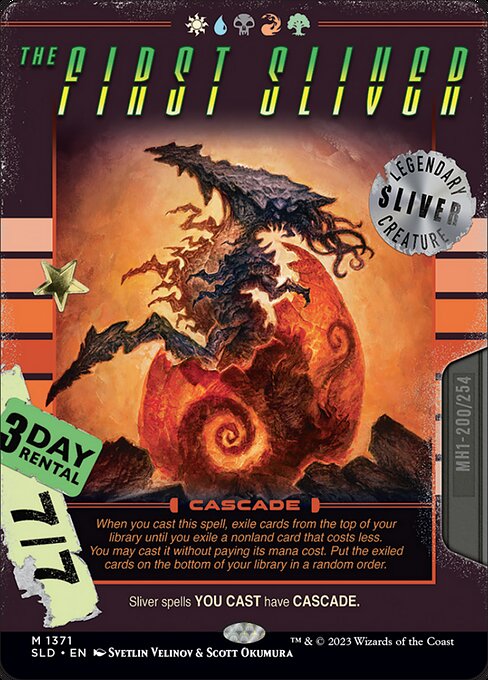 THE FIRST SLIVER
LEGENDARY
SLIVER
CREATURE
3 DAY
RENTAL
717
MH1-200/254
CASCADE
When you cast this spell, exile cards from the top of your
library until you exile a nonland card that costs less.
You may cast it without paying its mana cost. Put the exiled
cards on the bottom of your library in a random order.
Sliver spells YOU CAST have CASCADE.
M 1371
SLD • EN Svetlin Velinov & Scott Okumura
™ & © 2023 Wizards of the Coast